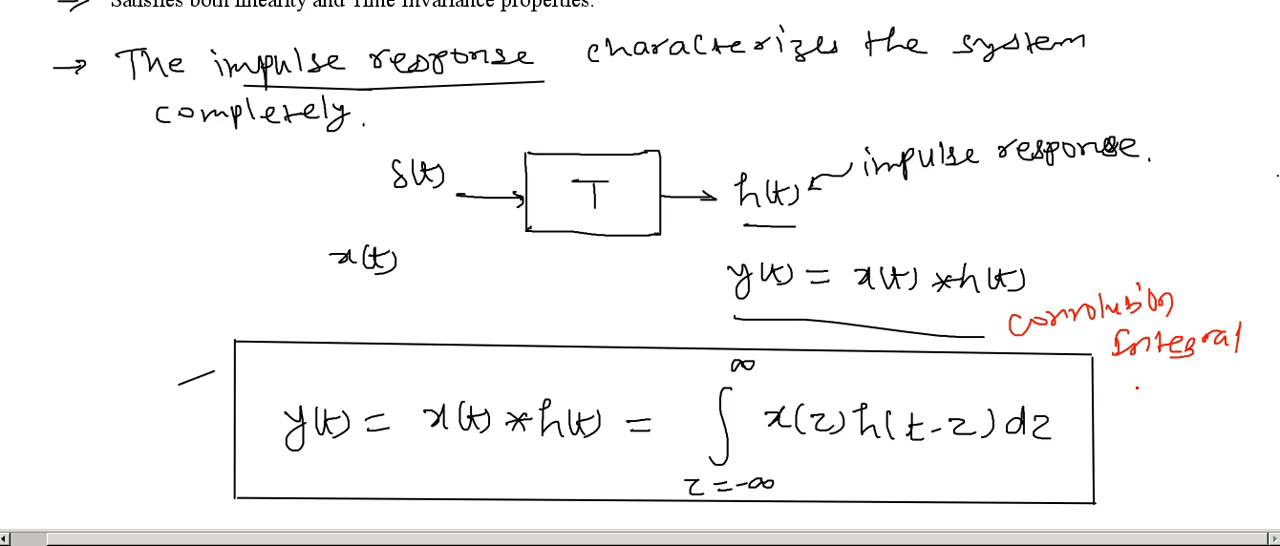 => Satisfies both linearity and Time Invariance properties.
→ The impulse response characterizes the system
completely.
δ(t) → T → h(t) ← impulse response.
x(t)
y(t) = x(t) * h(t)
Convolution
Integral
y(t) = x(t) * h(t) = ∫_{τ=-∞}^{∞} x(τ) h(t-τ) dτ